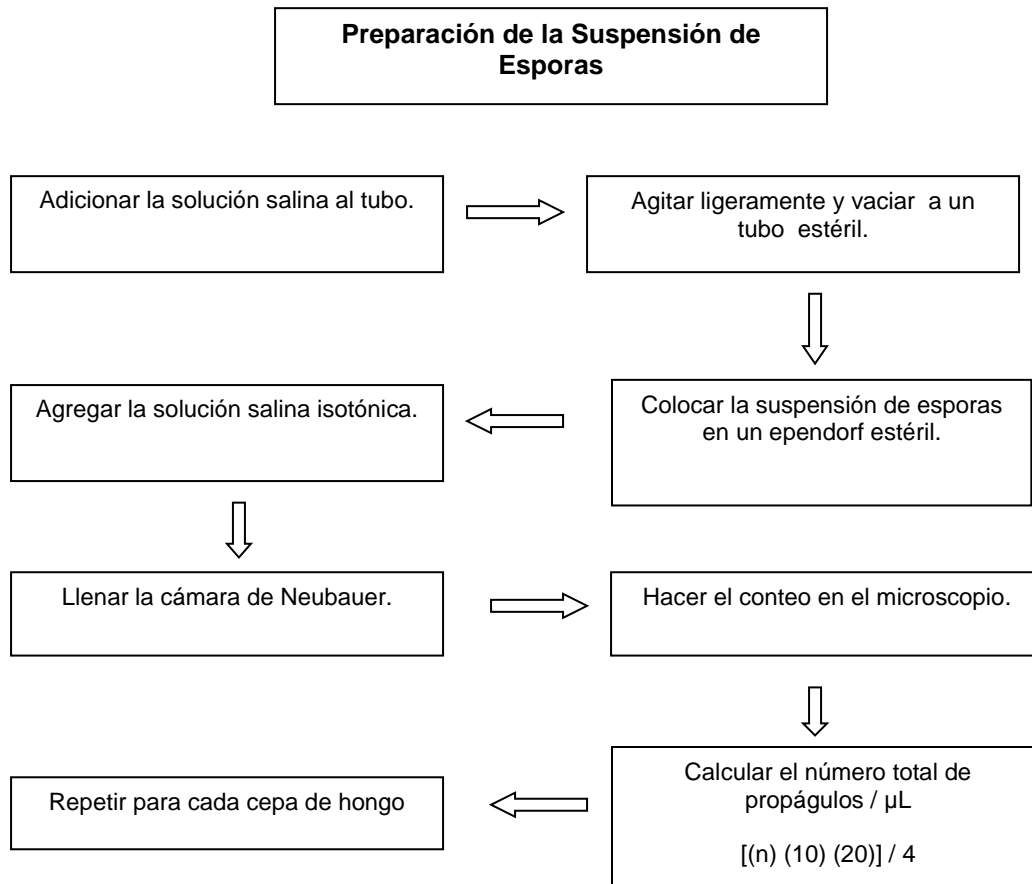 Preparación de la Suspensión de
Esporas
Adicionar la solución salina al tubo.
Agitar ligeramente y vaciar a un
tubo estéril.
Colocar la suspensión de esporas
en un ependorf estéril.
Agregar la solución salina isotónica.
Llenar la cámara de Neubauer.
Hacer el conteo en el microscopio.
Calcular el número total de
propágulos / µL
[(n) (10) (20)] / 4
Repetir para cada cepa de hongo